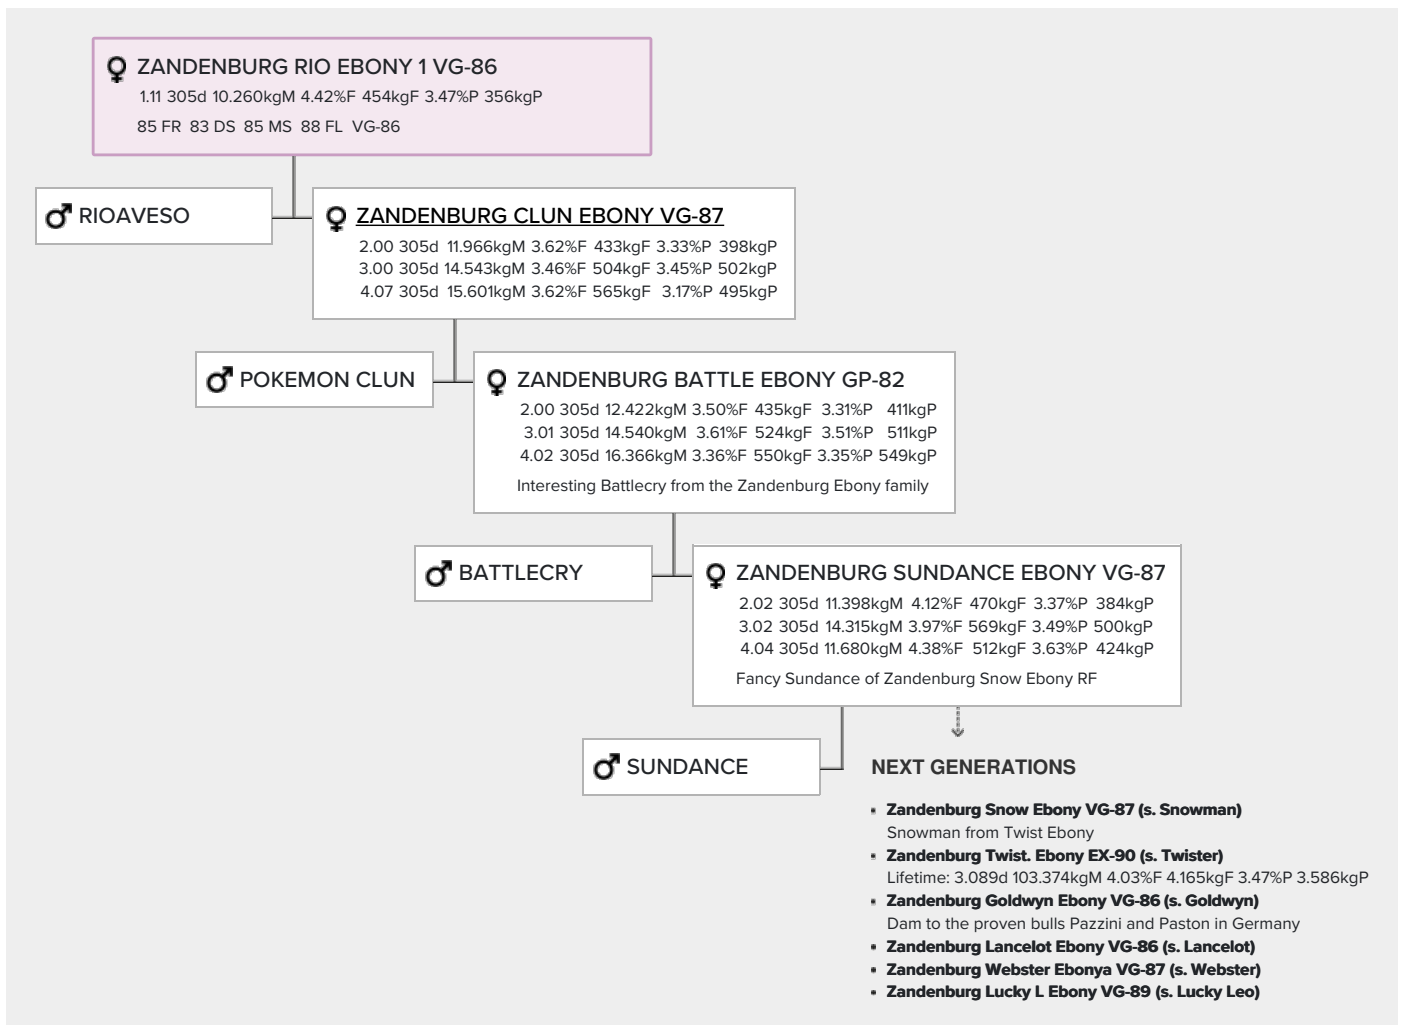 ZANDENBURG RIO EBONY 1 VG-86
1.11 305d 10.260kgM 4.42%F 454kgF 3.47%P 356kgP
85 FR 83 DS 85 MS 88 FL VG-86
RIOAVESO
ZANDENBURG CLUN EBONY VG-87
2.00 305d 11.966kgM 3.62%F 433kgF 3.33%P 398kgP
3.00 305d 14.543kgM 3.46%F 504kgF 3.45%P 502kgP
4.07 305d 15.601kgM 3.62%F 565kgF 3.17%P 495kgP
POKEMON CLUN
ZANDENBURG BATTLE EBONY GP-82
2.00 305d 12.422kgM 3.50%F 435kgF 3.31%P 411kgP
3.01 305d 14.540kgM 3.61%F 524kgF 3.51%P 511kgP
4.02 305d 16.366kgM 3.36%F 550kgF 3.35%P 549kgP
Interesting Battlecry from the Zandenburg Ebony family
BATTLECRY
ZANDENBURG SUNDANCE EBONY VG-87
2.02 305d 11.398kgM 4.12%F 470kgF 3.37%P 384kgP
3.02 305d 14.315kgM 3.97%F 569kgF 3.49%P 500kgP
4.04 305d 11.680kgM 4.38%F 512kgF 3.63%P 424kgP
Fancy Sundance of Zandenburg Snow Ebony RF
SUNDANCE
NEXT GENERATIONS
Zandenburg Snow Ebony VG-87 (s. Snowman)
Snowman from Twist Ebony
Zandenburg Twist. Ebony EX-90 (s. Twister)
Lifetime: 3.089d 103.374kgM 4.03%F 4.165kgF 3.47%P 3.586kgP
Zandenburg Goldwyn Ebony VG-86 (s. Goldwyn)
Dam to the proven bulls Pazzini and Paston in Germany
Zandenburg Lancelot Ebony VG-86 (s. Lancelot)
Zandenburg Webster Ebonya VG-87 (s. Webster)
Zandenburg Lucky L Ebony VG-89 (s. Lucky Leo)